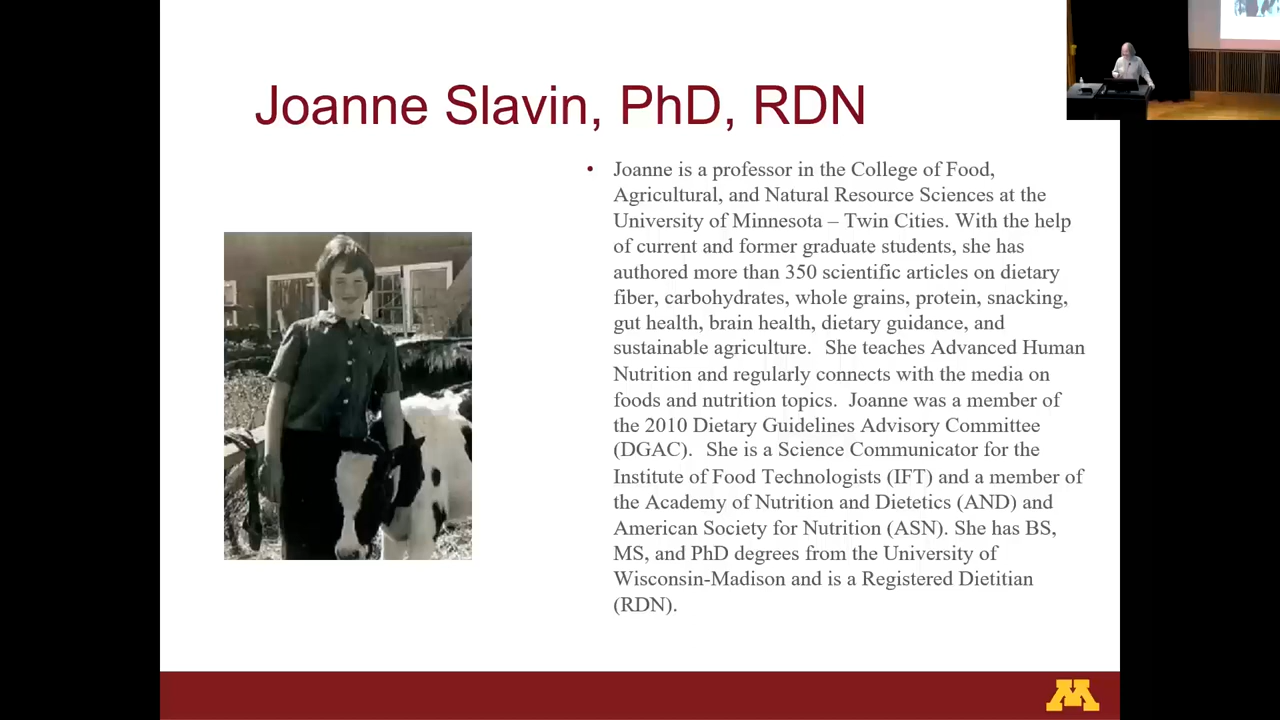 Joanne Slavin, PhD, RDN
• Joanne is a professor in the College of Food,
Agricultural, and Natural Resource Sciences at the
University of Minnesota – Twin Cities. With the help
of current and former graduate students, she has
authored more than 350 scientific articles on dietary
fiber, carbohydrates, whole grains, protein, snacking,
gut health, brain health, dietary guidance, and
sustainable agriculture. She teaches Advanced Human
Nutrition and regularly connects with the media on
foods and nutrition topics. Joanne was a member of
the 2010 Dietary Guidelines Advisory Committee
(DGAC). She is a Science Communicator for the
Institute of Food Technologists (IFT) and a member of
the Academy of Nutrition and Dietetics (AND) and
American Society for Nutrition (ASN). She has BS,
MS, and PhD degrees from the University of
Wisconsin-Madison and is a Registered Dietitian
(RDN).
M